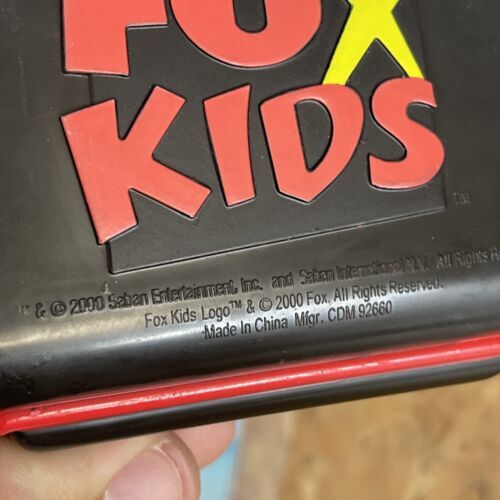 FOX
KIDS
TM
™ & © 2000 Saban Entertainment, Inc. and Saban International N.V. All Rights R
Fox Kids Logo™ & © 2000 Fox. All Rights Reserved.
Made In China Mfgr. CDM 92660